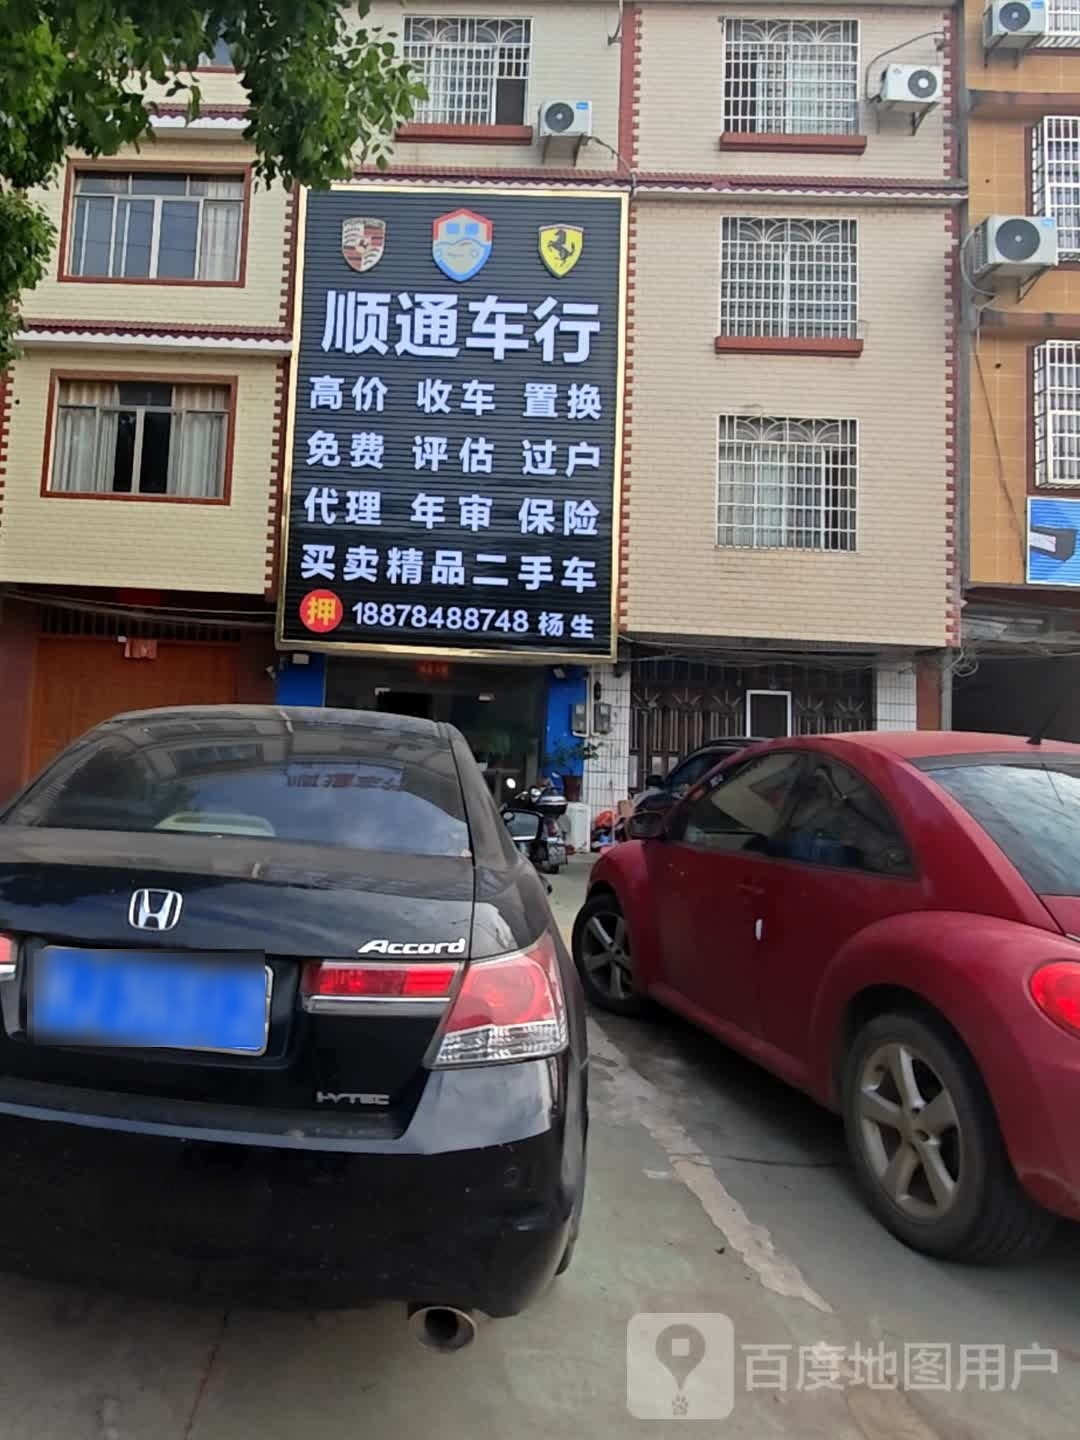 顺通车行
高价 收车 置换
免费 评估 过户
代理 年审 保险
买卖精品二手车
押 18878488748 杨生
Accord
i-VTEC
百度地图用户